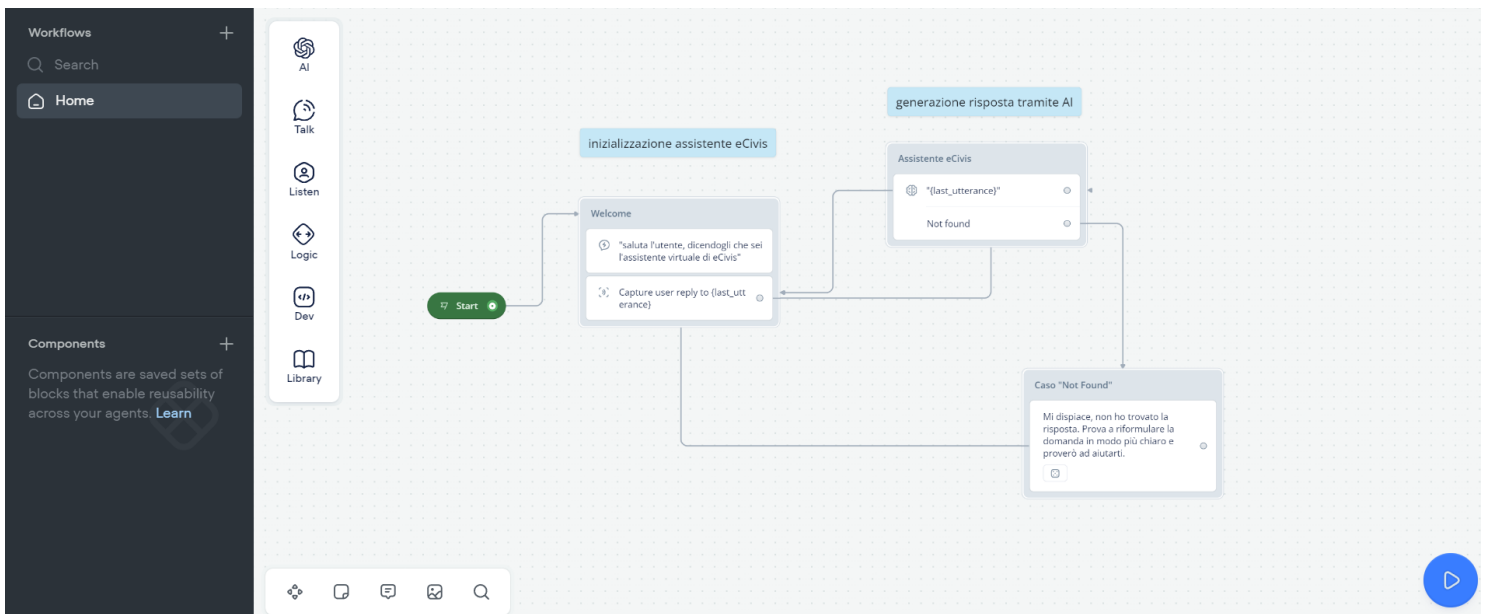 Workflows
Search
Home
Components
Components are saved sets of
blocks that enable reusability
across your agents. Learn
AI
Talk
Listen
Logic
Dev
Library
Start
inizializzazione assistente eCivis
Welcome
"saluta l'utente, dicendogli che sei
l'assistente virtuale di eCivis"
Capture user reply to {last_utt
erance}
generazione risposta tramite AI
Assistente eCivis
"{last_utterance}"
Not found
Caso "Not Found"
Mi dispiace, non ho trovato la
risposta. Prova a riformulare la
domanda in modo più chiaro e
proverò ad aiutarti.